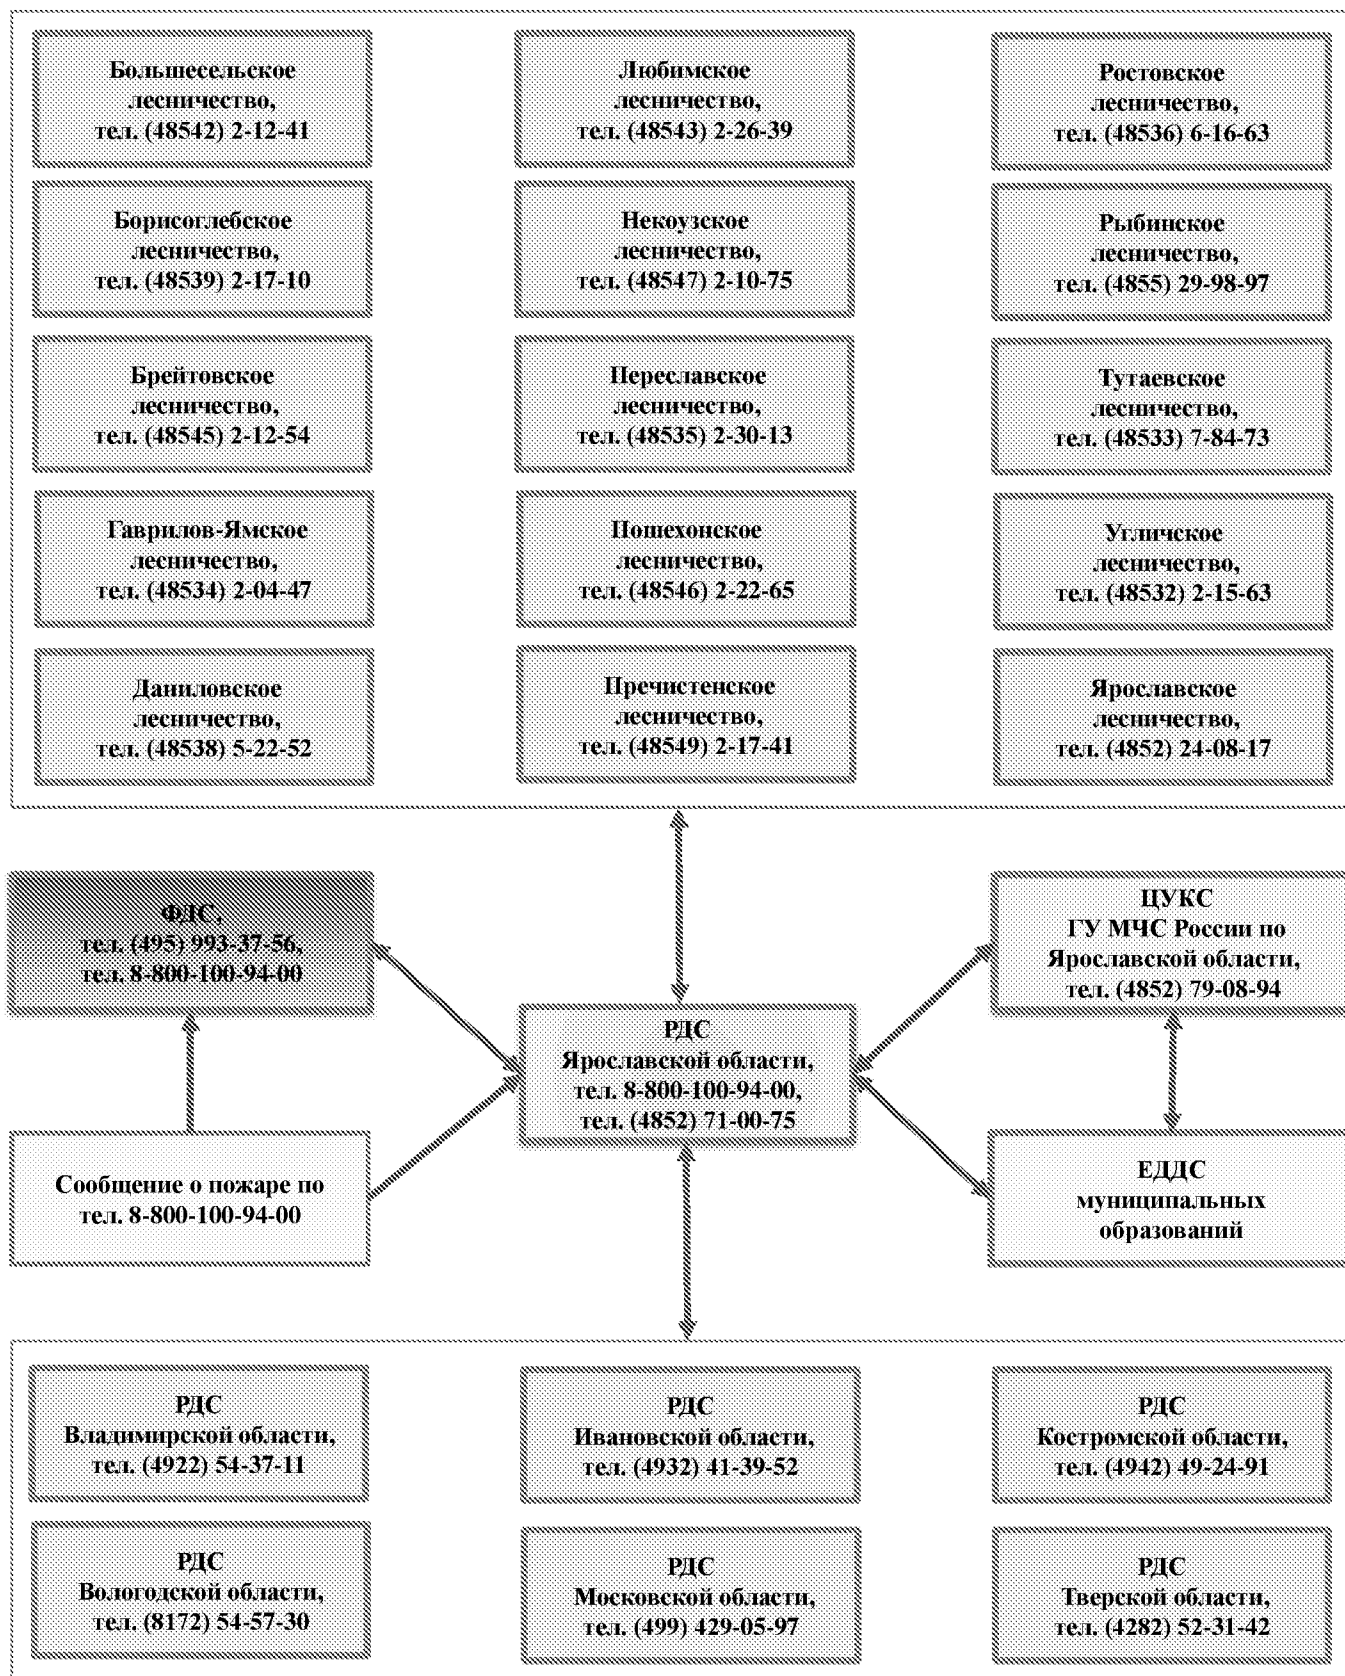 Большесельское
лесничество,
тел. (48542) 2-12-41
Любимское
лесничество,
тел. (48543) 2-26-39
Ростовское
лесничество,
тел. (48536) 6-16-63
Борисоглебское
лесничество,
тел. (48539) 2-17-10
Некоузское
лесничество,
тел. (48547) 2-10-75
Рыбинское
лесничество,
тел. (4855) 29-98-97
Брейтовское
лесничество,
тел. (48545) 2-12-54
Переславское
лесничество,
тел. (48535) 2-30-13
Тутаевское
лесничество,
тел. (48533) 7-84-73
Гаврилов-Ямское
лесничество,
тел. (48534) 2-04-47
Пошехонское
лесничество,
тел. (48546) 2-22-65
Угличское
лесничество,
тел. (48532) 2-15-63
Даниловское
лесничество,
тел. (48538) 5-22-52
Пречистенское
лесничество,
тел. (48549) 2-17-41
Ярославское
лесничество,
тел. (4852) 24-08-17
ФДС,
тел. (495) 993-37-56,
тел. 8-800-100-94-00
ЦУКС
ГУ МЧС России по
Ярославской области,
тел. (4852) 79-08-94
РДС
Ярославской области,
тел. 8-800-100-94-00,
тел. (4852) 71-00-75
Сообщение о пожаре по
тел. 8-800-100-94-00
ЕДДС
муниципальных
образований
РДС
Владимирской области,
тел. (4922) 54-37-11
РДС
Ивановской области,
тел. (4932) 41-39-52
РДС
Костромской области,
тел. (4942) 49-24-91
РДС
Вологодской области,
тел. (8172) 54-57-30
РДС
Московской области,
тел. (499) 429-05-97
РДС
Тверской области,
тел. (4282) 52-31-42